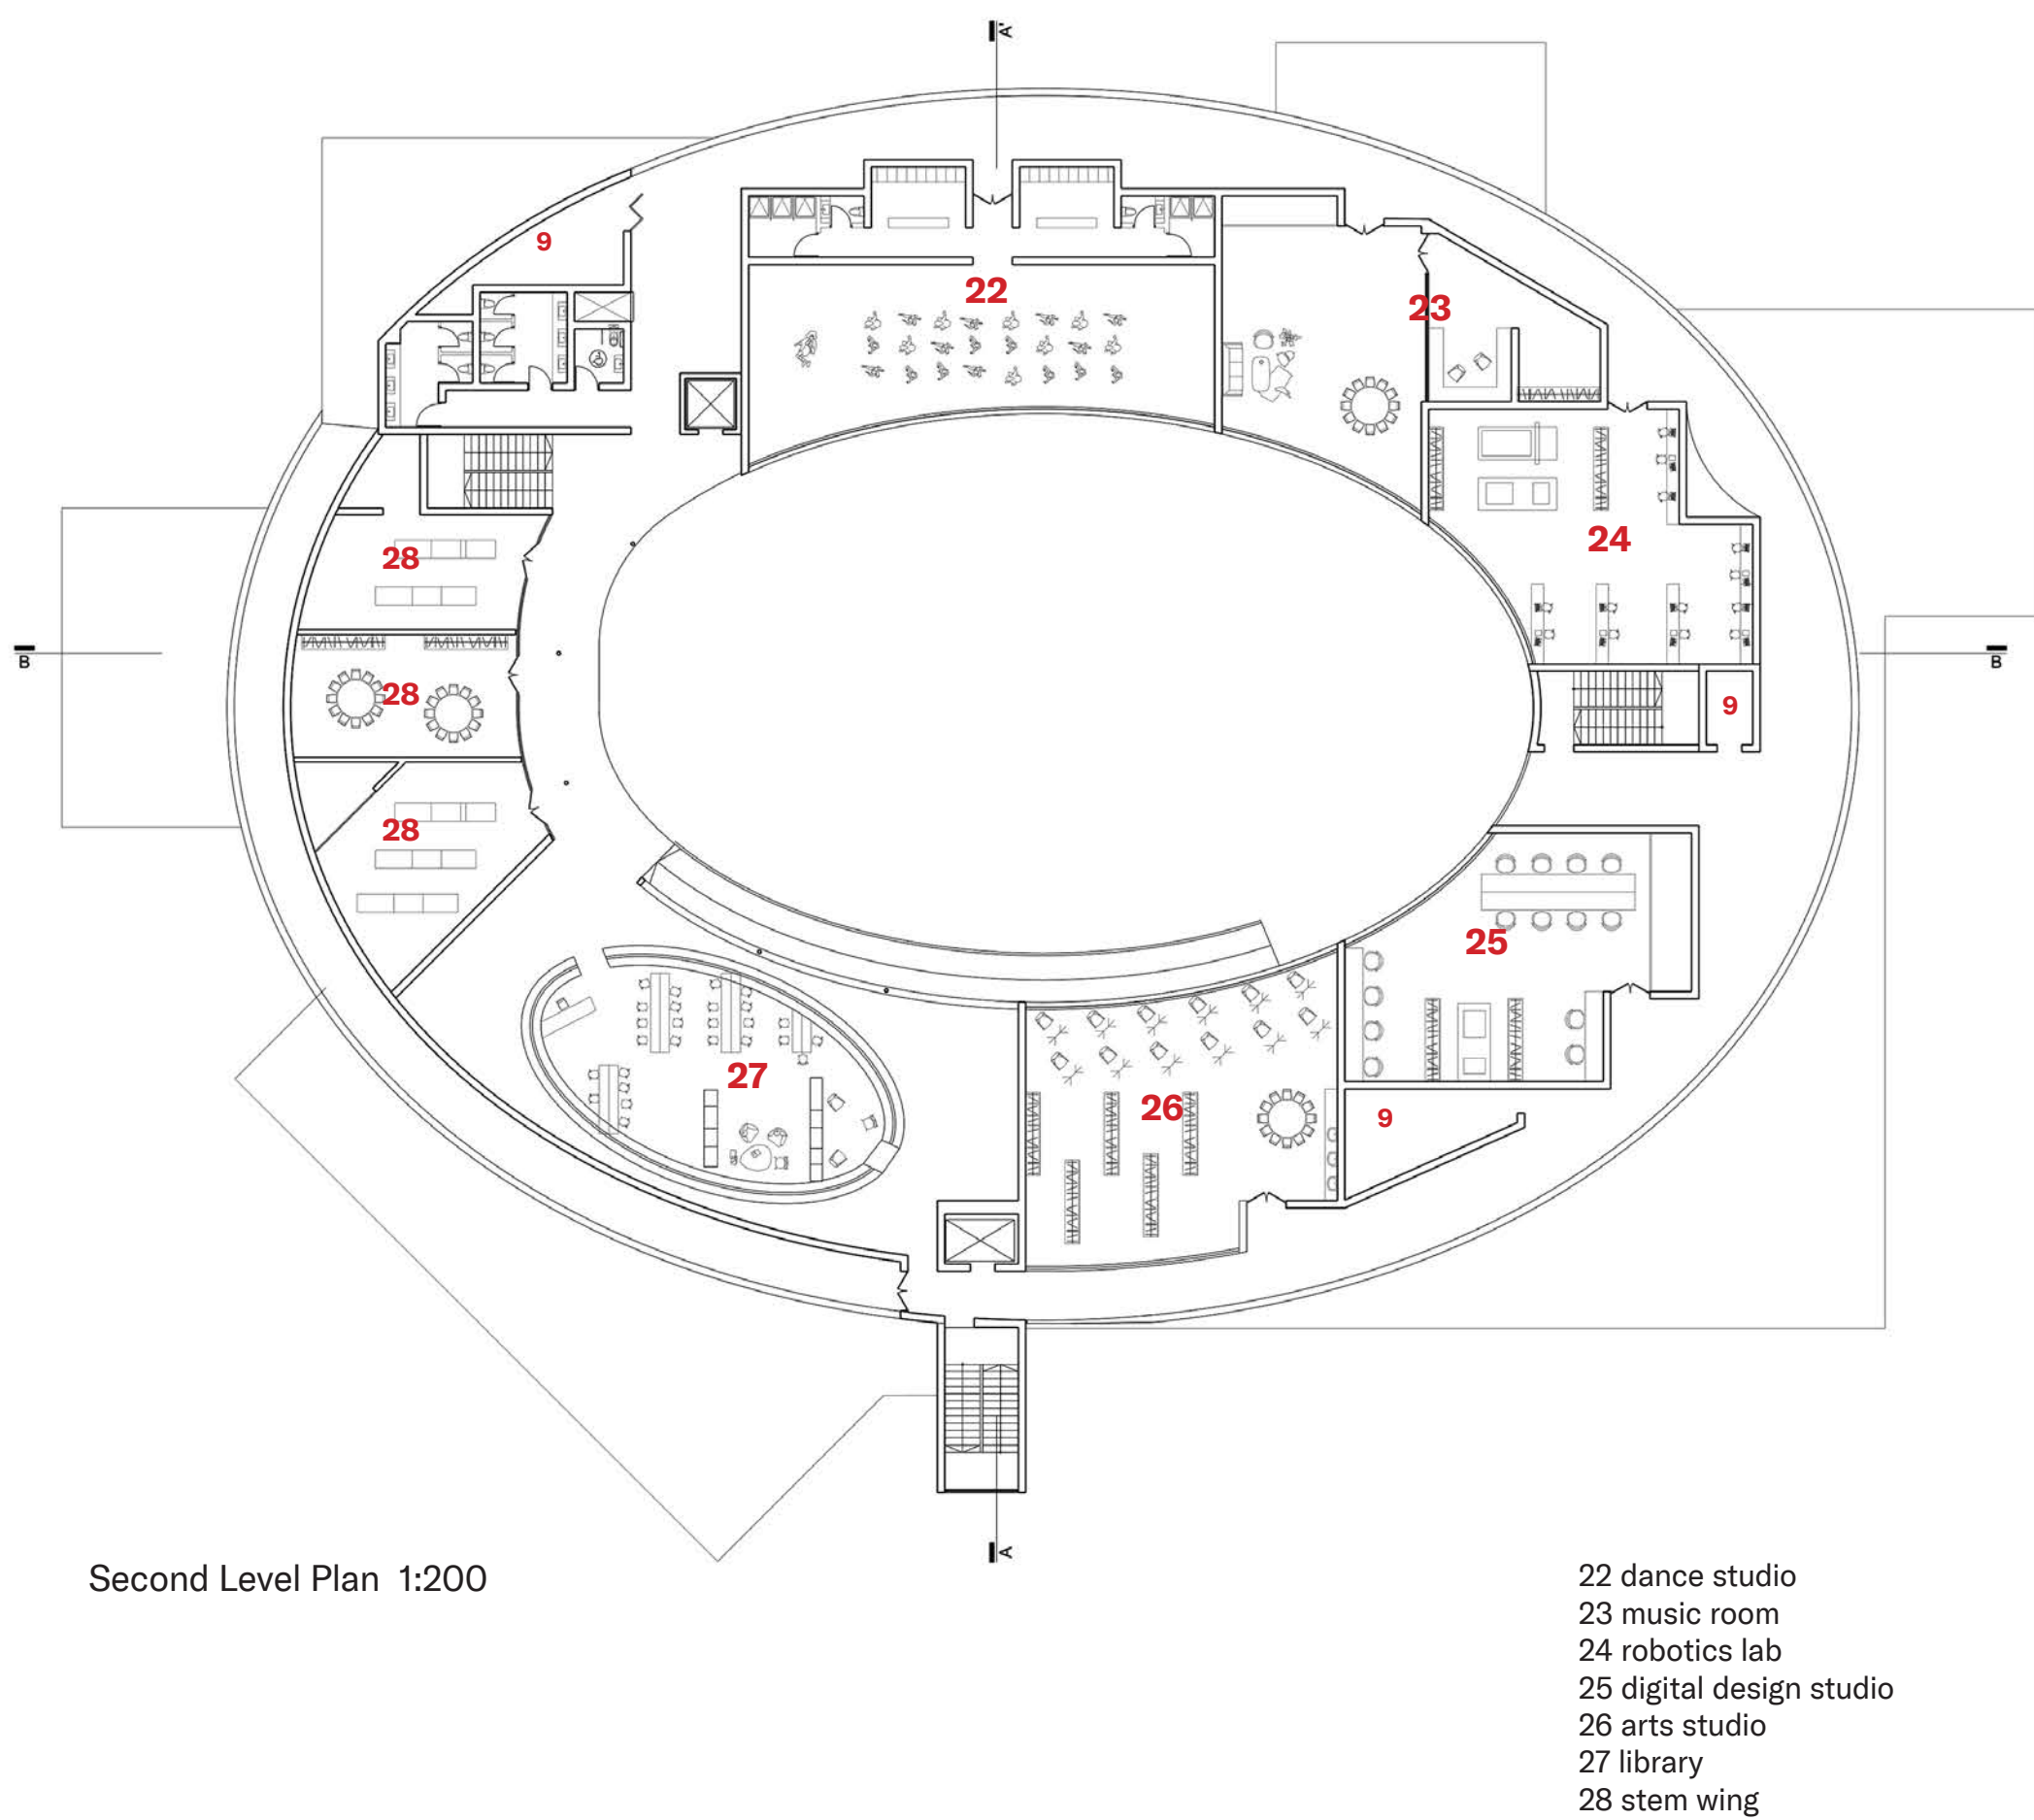 A'
9
22
23
24
28
B
B
28
9
28
25
27
26
9
A
Second Level Plan 1:200
22 dance studio
23 music room
24 robotics lab
25 digital design studio
26 arts studio
27 library
28 stem wing